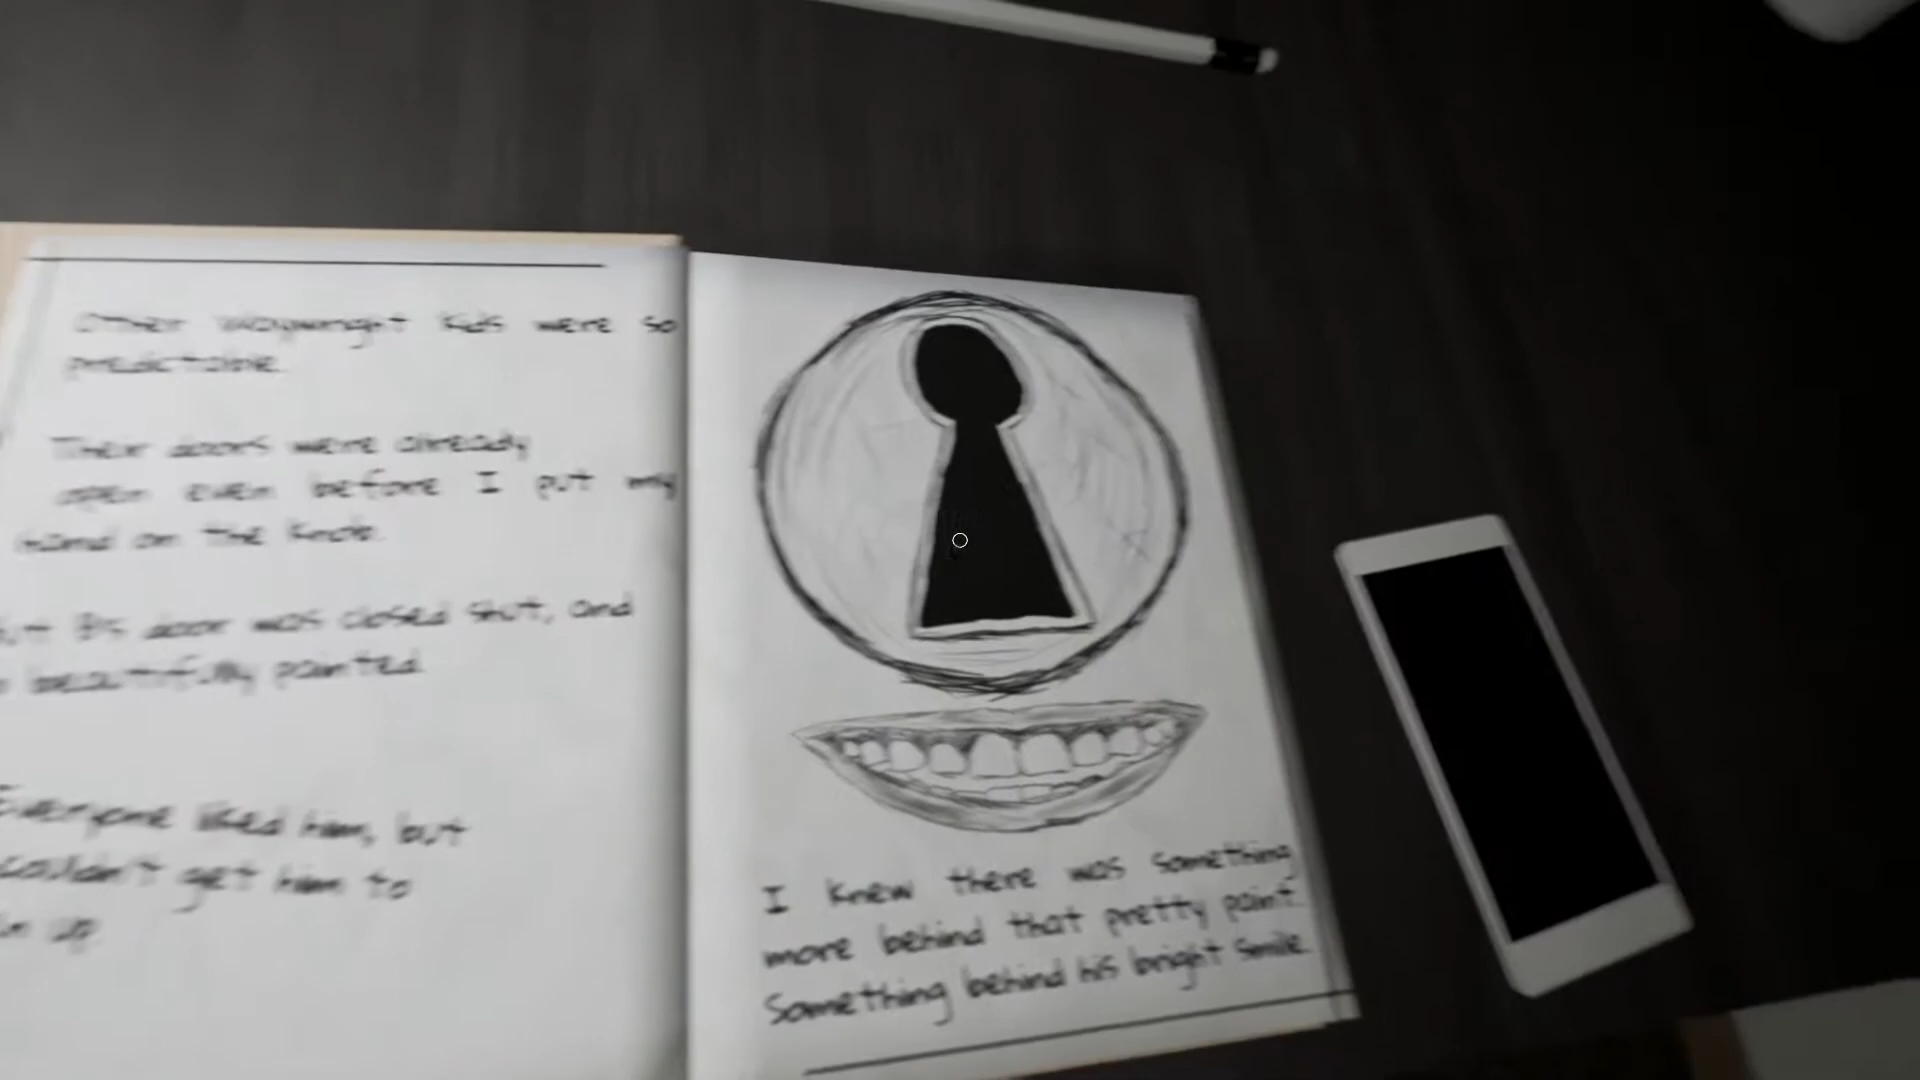 Other Waywright kids were so
predictable.
Their doors were already
open even before I put my
hand on the knob.
B's door was closed shut, and
beautifully painted.
Everyone liked him, but
couldn't get him to
up
I knew there was something
more behind that pretty paint.
Something behind his bright smile.